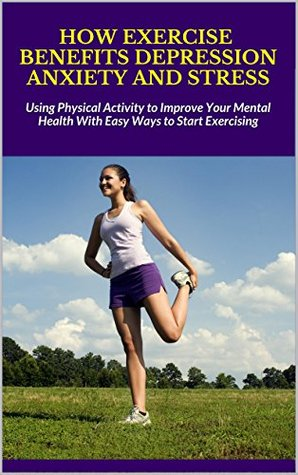 HOW EXERCISE
BENEFITS DEPRESSION
ANXIETY AND STRESS
Using Physical Activity to Improve Your Mental
Health With Easy Ways to Start Exercising